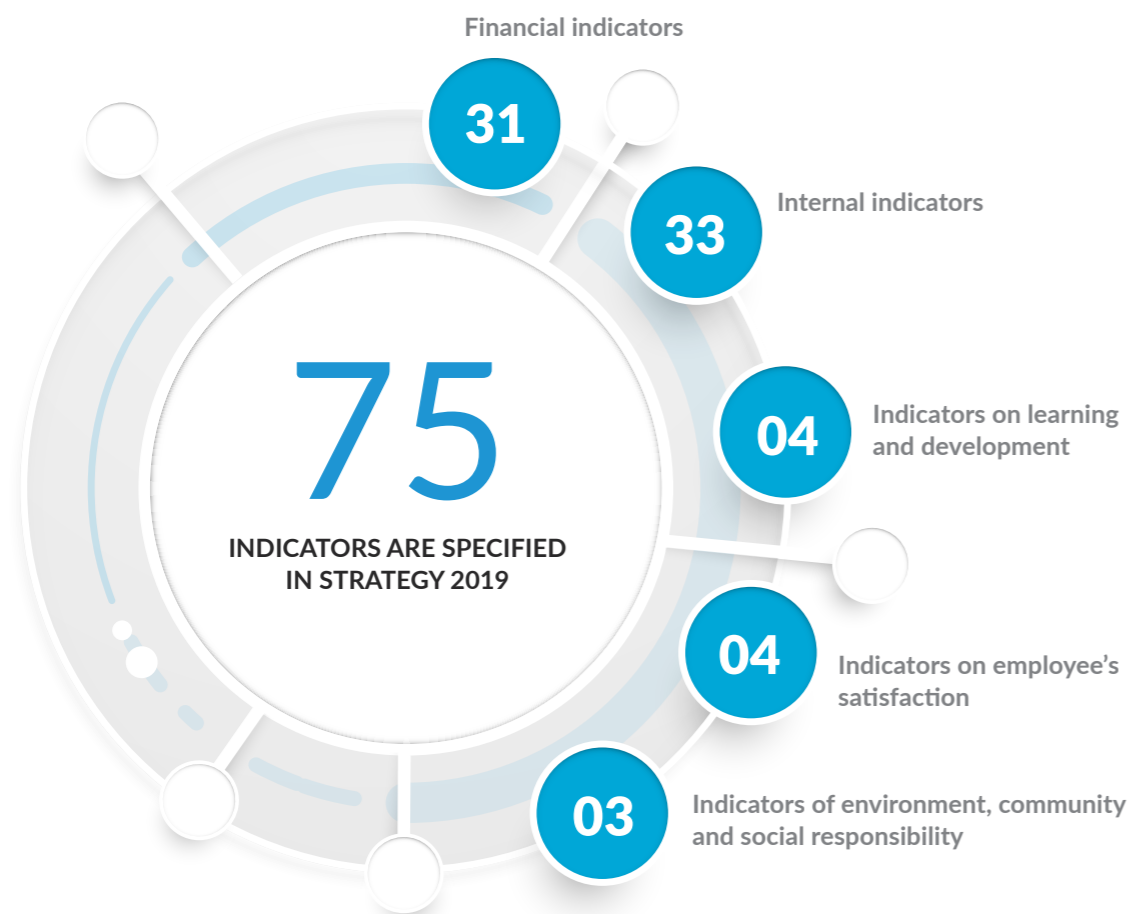 Financial indicators
31
33
Internal indicators
04
Indicators on learning
and development
75
INDICATORS ARE SPECIFIED
IN STRATEGY 2019
04
Indicators on employee’s
satisfaction
03
Indicators of environment, community
and social responsibility